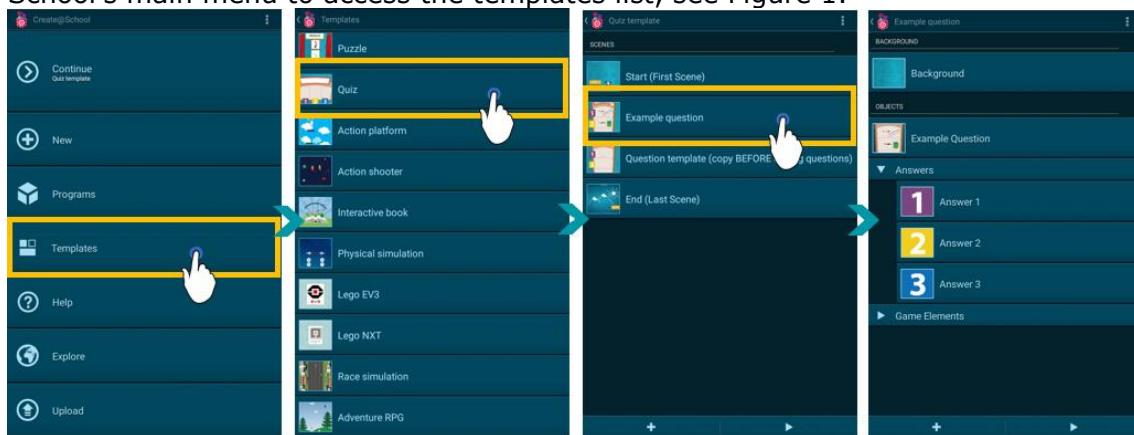 School's main menu to access the templates list, see Figure 1.
Create@School
Continue
Quiz template
New
Programs
Templates
Help
Explore
Upload
Templates
Puzzle
Quiz
Action platform
Action shooter
Interactive book
Physical simulation
Lego EV3
Lego NXT
Race simulation
Adventure RPG
Quiz template
SCENES
Start (First Scene)
Example question
Question template (copy BEFORE questions)
End (Last Scene)
Example question
BACKGROUND
Background
OBJECTS
Example Question
Answers
1 Answer 1
2 Answer 2
3 Answer 3
Game Elements